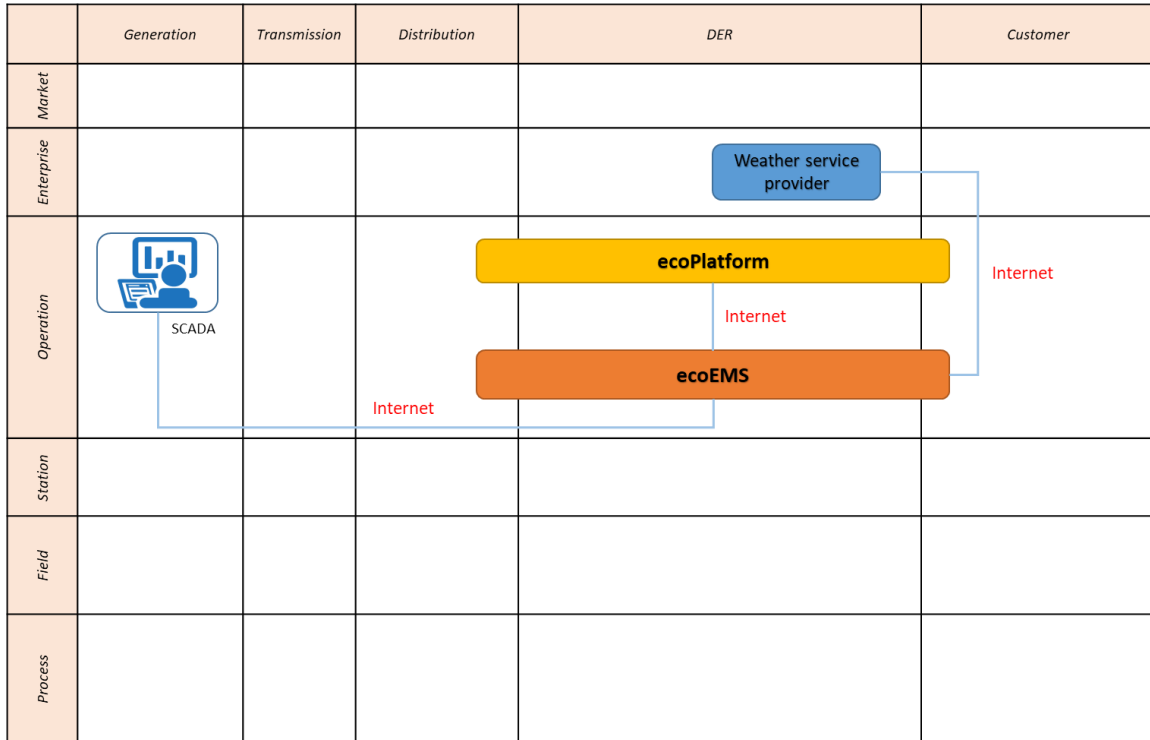 Generation
Transmission
Distribution
DER
Customer
Market
Enterprise
Weather service
provider
Operation
SCADA
ecoPlatform
Internet
Internet
ecoEMS
Internet
Station
Field
Process